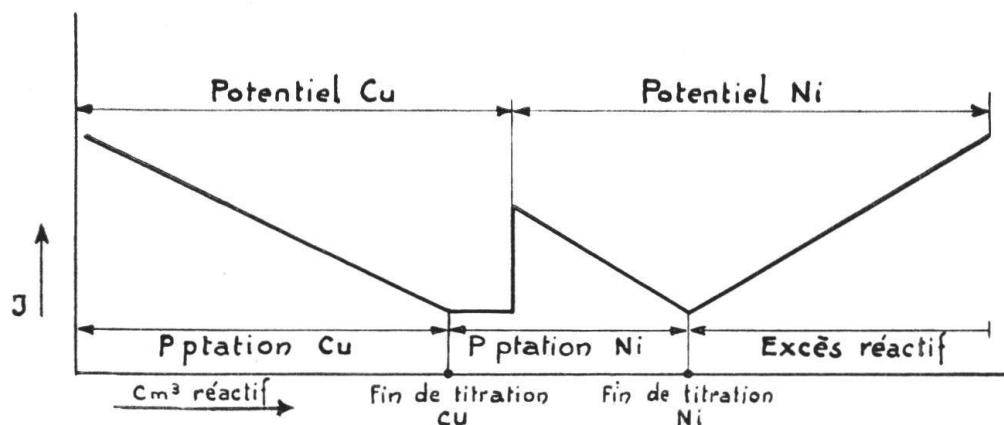 Potentiel Cu
Potentiel Ni
J
Pptation Cu
Pptation Ni
Excès réactif
Cm³ réactif
Fin de titration
CU
Fin de titration
Ni